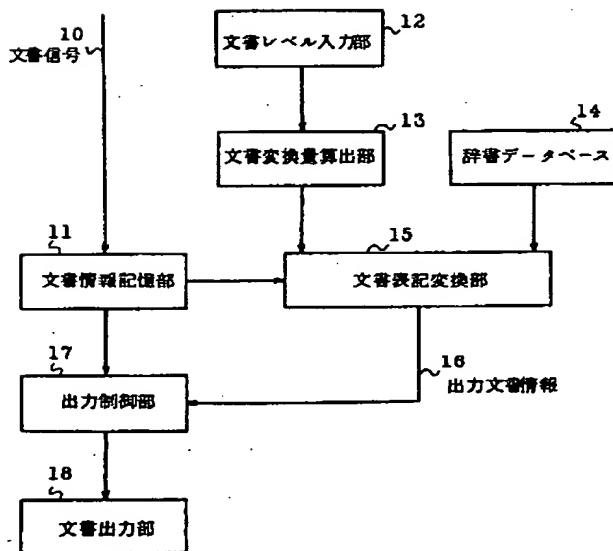 10
文書信号
12
文書レベル入力部
13
文書変換量算出部
14
辞書データベース
11
文書情報記憶部
15
文書表記変換部
16
出力文書情報
17
出力制御部
18
文書出力部